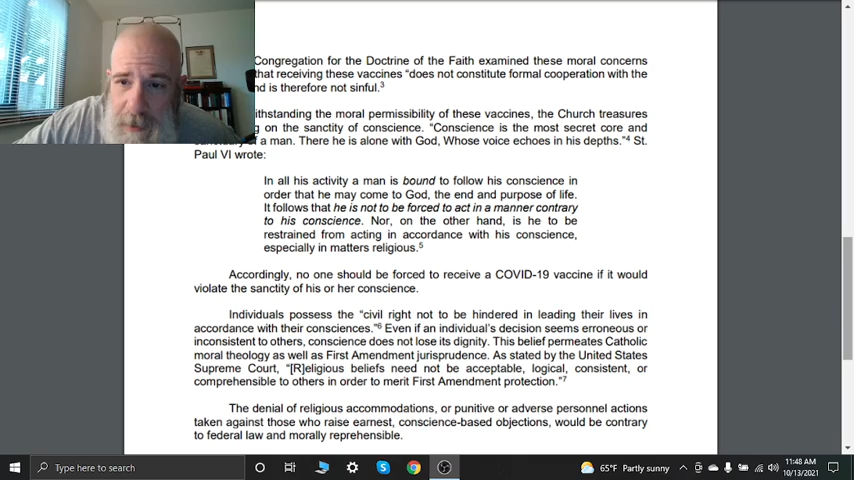 Congregation for the Doctrine of the Faith examined these moral concerns
that receiving these vaccines “does not constitute formal cooperation with the
nd is therefore not sinful.³
ithstanding the moral permissibility of these vaccines, the Church treasures
on the sanctity of conscience. “Conscience is the most secret core and
a man. There he is alone with God, Whose voice echoes in his depths.”⁴ St.
Paul VI wrote:
In all his activity a man is bound to follow his conscience in
order that he may come to God, the end and purpose of life.
It follows that he is not to be forced to act in a manner contrary
to his conscience. Nor, on the other hand, is he to be
restrained from acting in accordance with his conscience,
especially in matters religious.⁵
Accordingly, no one should be forced to receive a COVID-19 vaccine if it would
violate the sanctity of his or her conscience.
Individuals possess the “civil right not to be hindered in leading their lives in
accordance with their consciences.”⁶ Even if an individual’s decision seems erroneous or
inconsistent to others, conscience does not lose its dignity. This belief permeates Catholic
moral theology as well as First Amendment jurisprudence. As stated by the United States
Supreme Court, “[R]eligious beliefs need not be acceptable, logical, consistent, or
comprehensible to others in order to merit First Amendment protection.”⁷
The denial of religious accommodations, or punitive or adverse personnel actions
taken against those who raise earnest, conscience-based objections, would be contrary
to federal law and morally reprehensible.
Type here to search
65°F Partly sunny
11:48 AM
10/13/2021